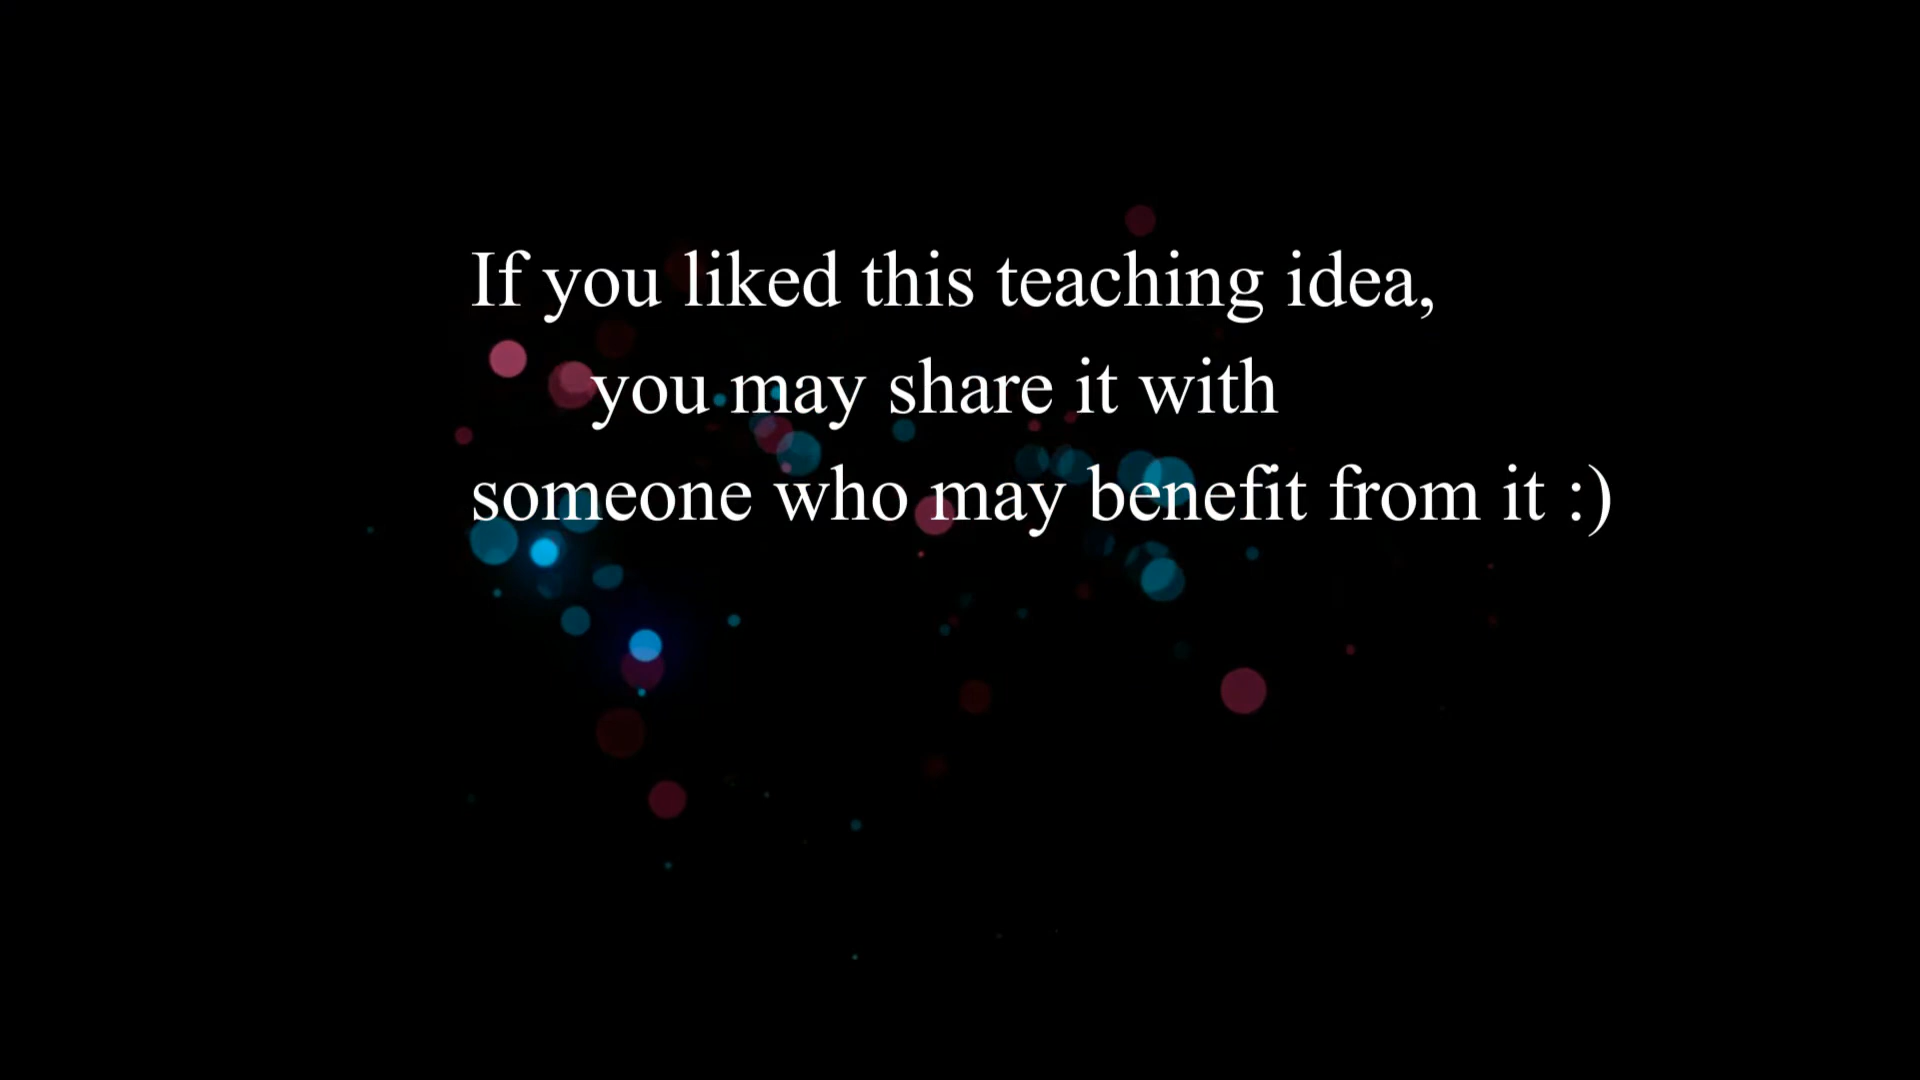 If you liked this teaching idea,
you may share it with
someone who may benefit from it :)